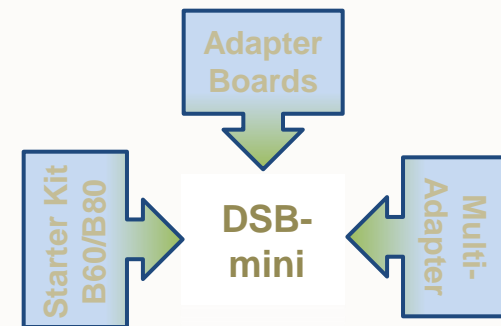 Adapter
Boards
Starter Kit
B60/B80
DSB-
mini
Multi-
Adapter